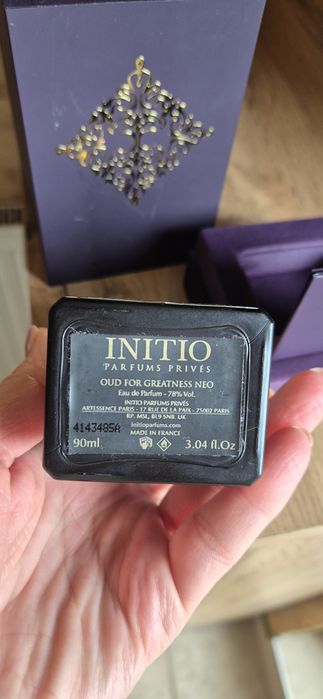 INITIO
PARFUMS PRIVÉS
OUD FOR GREATNESS NEO
Eau de Parfum - 78% Vol.
INITIO PARFUMS PRIVÉS
ARTESSENCE PARIS - 17 RUE DE LA PAIX - 75002 PARIS
RP. MSL, BL9 5NB. UK
initioparfums.com
4143485A
MADE IN FRANCE
90ml
3.04 fl.Oz